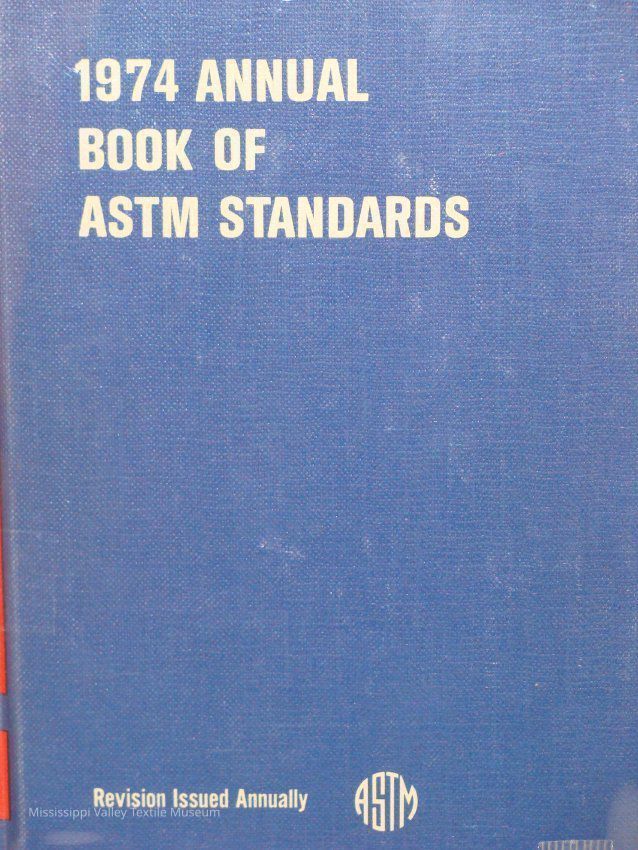 1974 ANNUAL
BOOK OF
ASTM STANDARDS
Revision Issued Annually
ASTM
Mississippi Valley Textile Museum